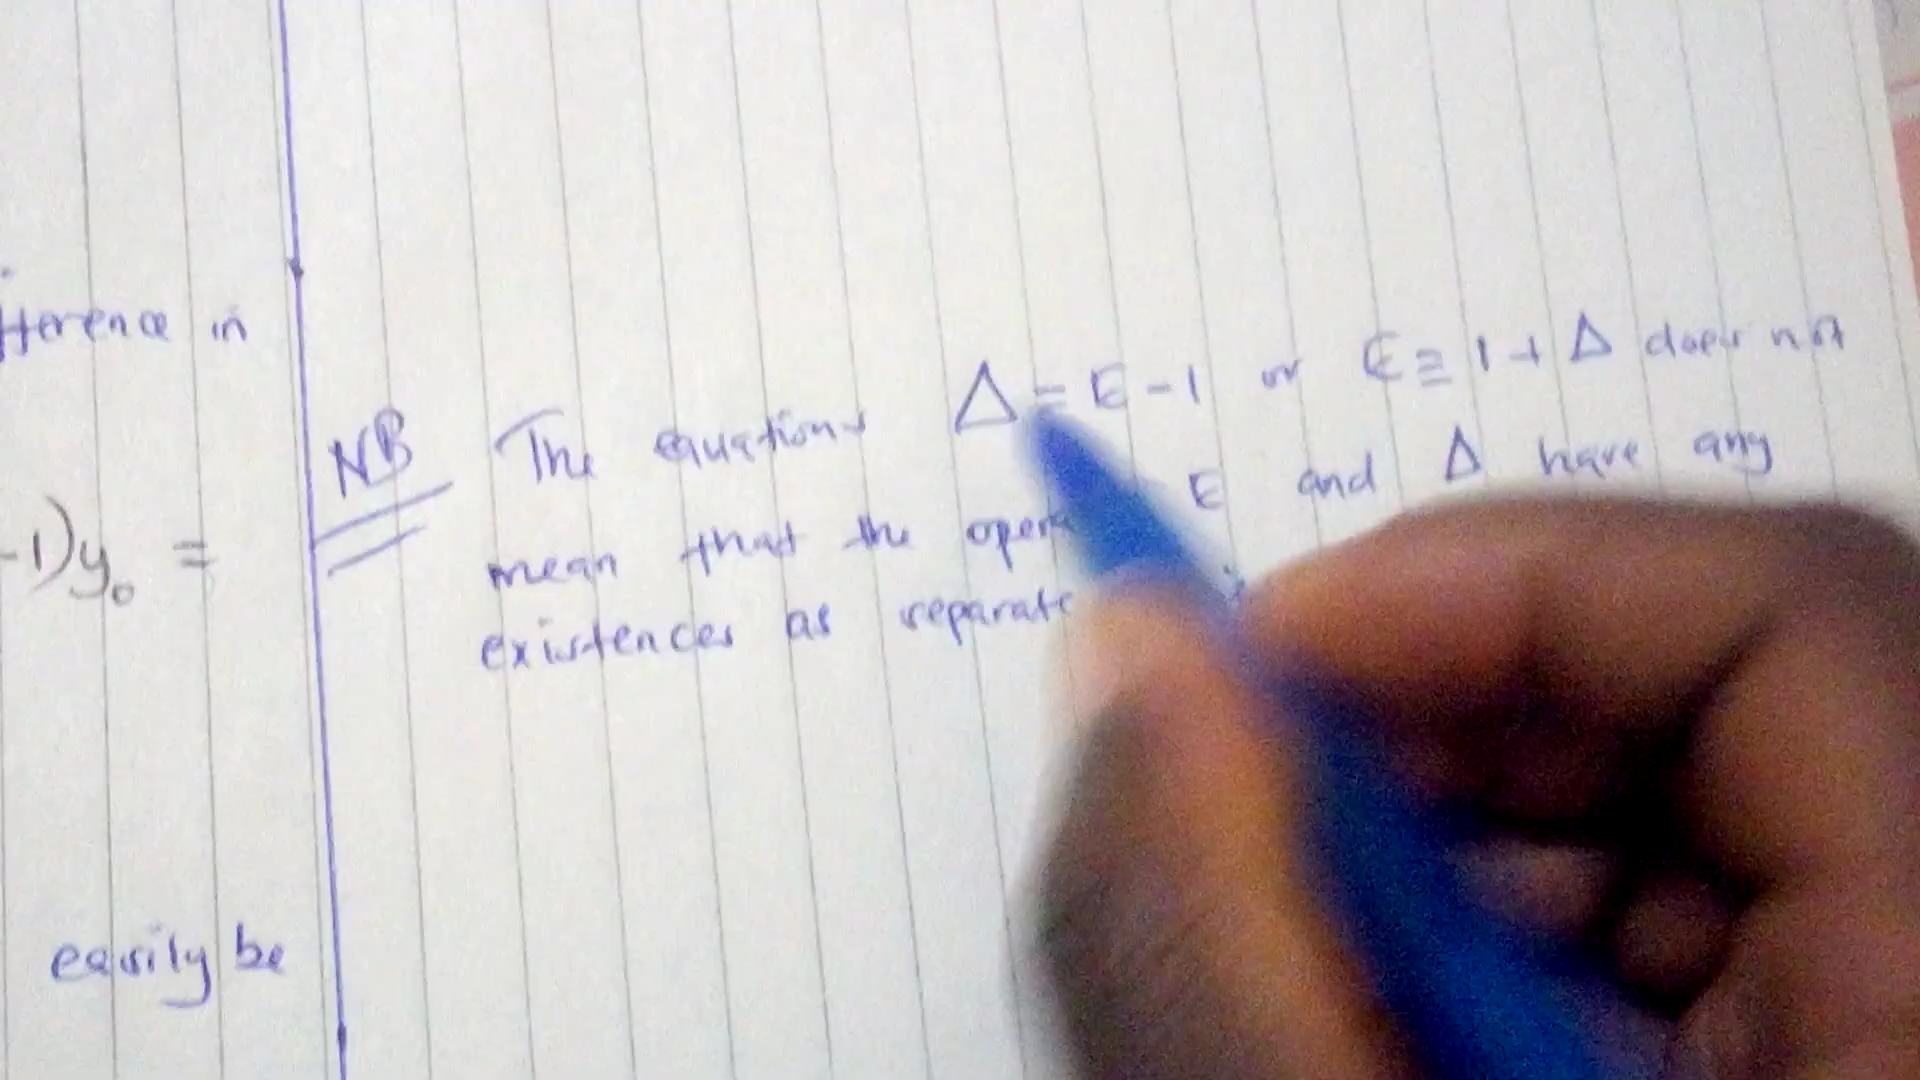 fference in
-1)y₀ =
easily be
NB The equations Δ = E - 1 or E ≡ 1 + Δ does not
mean that the E and Δ have any
existences as separate